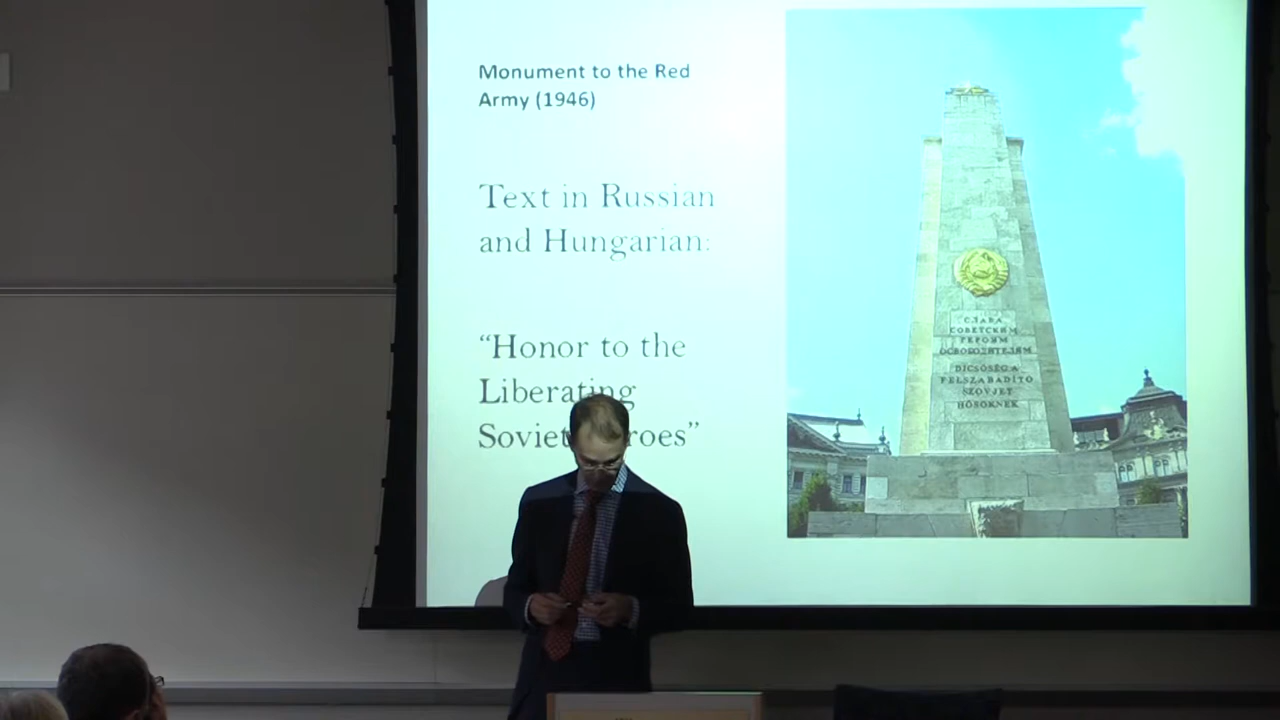 Monument to the Red
Army (1946)
Text in Russian
and Hungarian:
“Honor to the
Liberating
Soviet roes”
СЛАВА
СОВЕТСКИМ
ГЕРОЯМ
ОСВОБОДИТЕЛЯМ
DICSŐSÉG A
FELSZABADÍTÓ
SZOVJET
HŐSÖKNEK